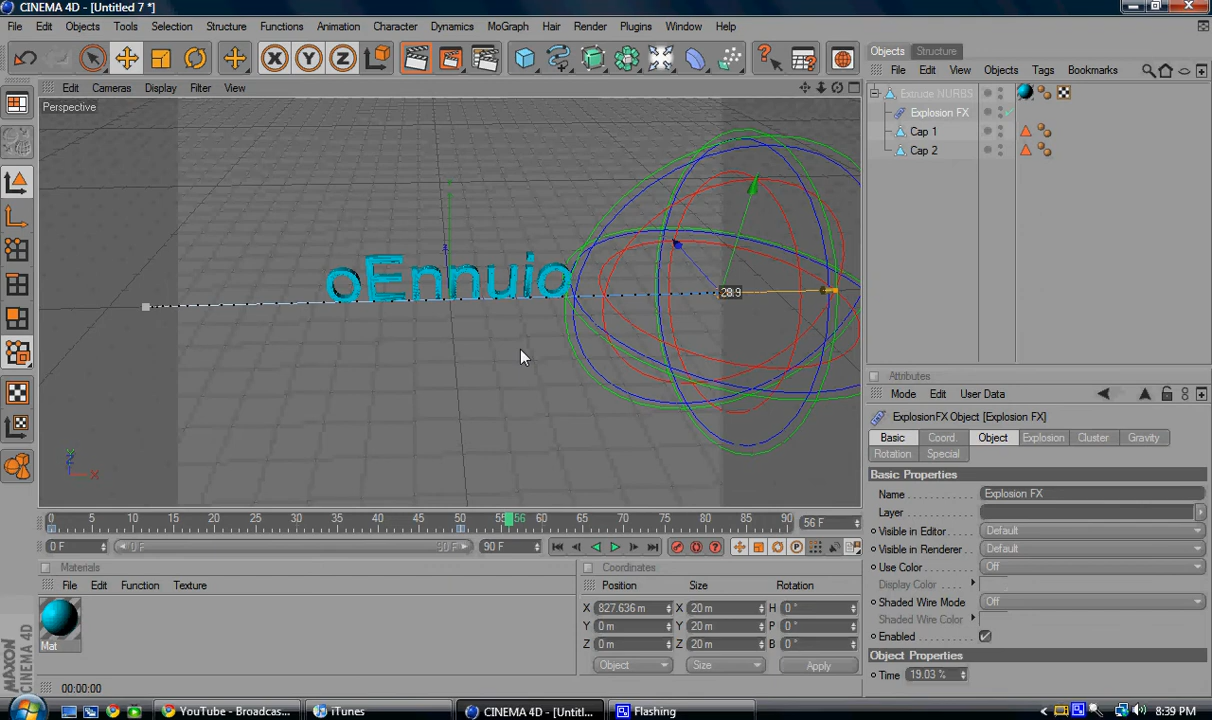 CINEMA 4D - [Untitled 7 *]
File Edit Objects Tools Selection Structure Functions Animation Character Dynamics MoGraph Hair Render Plugins Window Help
Objects Structure
File Edit View Objects Tags Bookmarks
Edit Cameras Display Filter View
Perspective
Extrude NURBS
Explosion FX
Cap 1
Cap 2
oEnnuio
28.9
Attributes
Mode Edit User Data
ExplosionFX Object [Explosion FX]
Basic Coord. Object Explosion Cluster Gravity
Rotation Special
Basic Properties
Name Explosion FX
Layer
Visible in Editor Default
Visible in Renderer Default
Use Color Off
Display Color
Shaded Wire Mode Off
Shaded Wire Color
Enabled
Object Properties
Time 19.03 %
0 5 10 15 20 25 30 35 40 45 50 55 56 60 65 70 75 80 85 90 56 F
0 F 0 F 90 F 90 F
Materials
File Edit Function Texture
Mat
Coordinates
Position Size Rotation
X 827.636 m X 20 m H 0 °
Y 0 m Y 20 m P 0 °
Z 0 m Z 20 m B 0 °
Object Size Apply
MAXON
CINEMA 4D
00:00:00
YouTube - Broadcas... iTunes CINEMA 4D - [Untitl... Flashing 8:39 PM